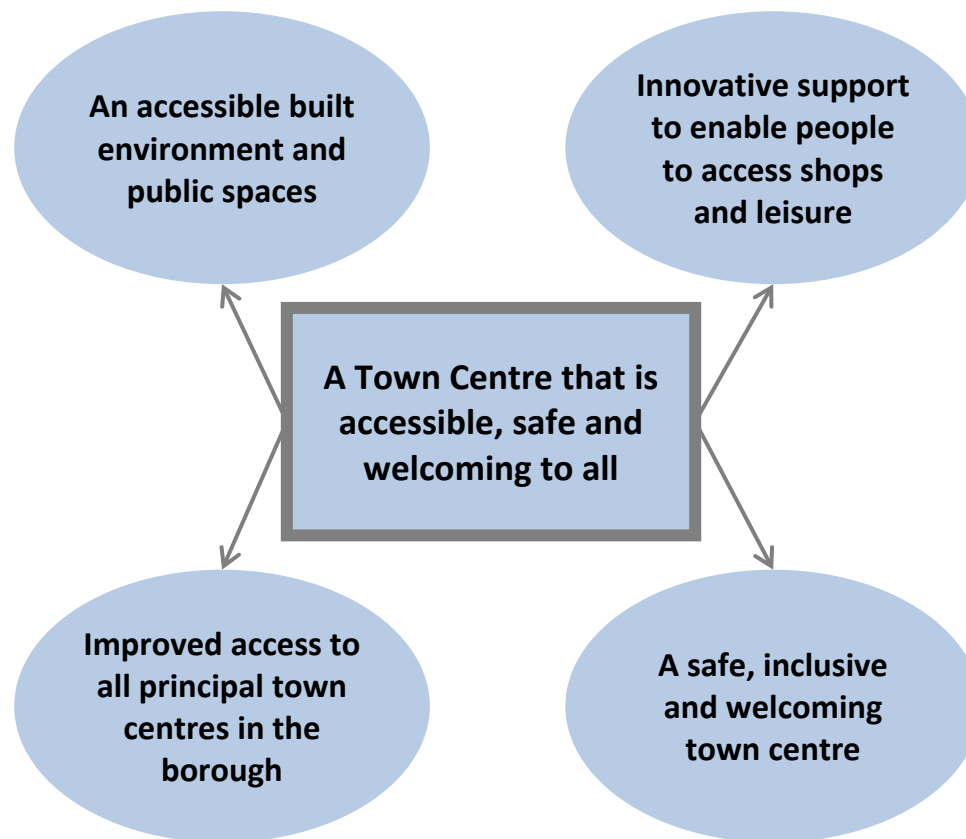 An accessible built
environment and
public spaces
Innovative support
to enable people
to access shops
and leisure
A Town Centre that is
accessible, safe and
welcoming to all
Improved access to
all principal town
centres in the
borough
A safe, inclusive
and welcoming
town centre